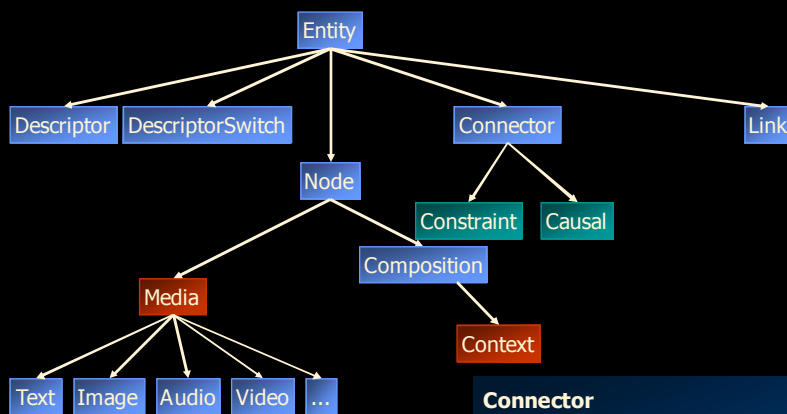 Entity
Descriptor DescriptorSwitch Connector Link
Node
Constraint Causal
Composition
Media
Context
Text Image Audio Video ...
Connector